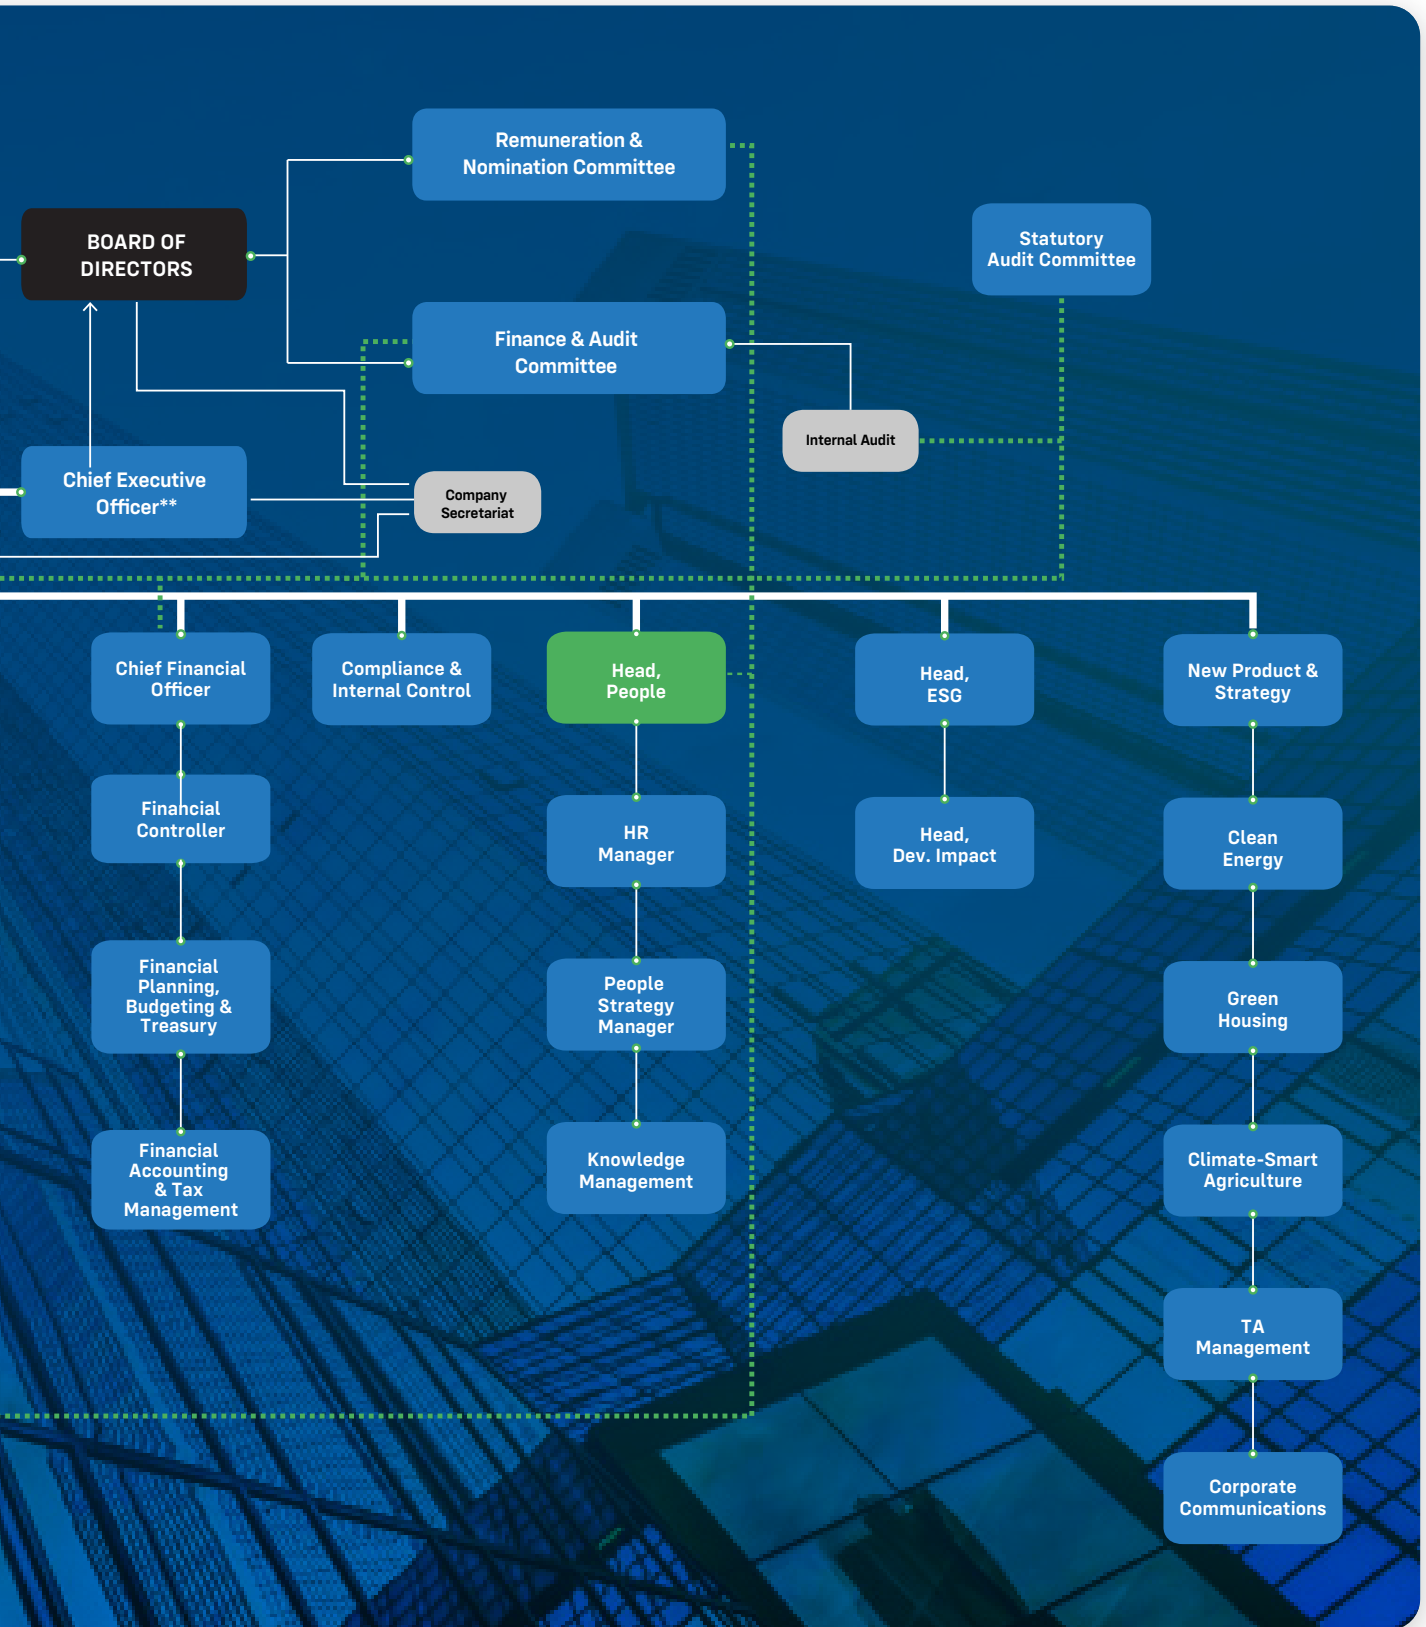 Remuneration &
Nomination Committee
BOARD OF
DIRECTORS
Statutory
Audit Committee
Finance & Audit
Committee
Internal Audit
Chief Executive
Officer**
Company
Secretariat
Chief Financial
Officer
Compliance &
Internal Control
Head,
People
Head,
ESG
New Product &
Strategy
Financial
Controller
HR
Manager
Head,
Dev. Impact
Clean
Energy
Financial
Planning,
Budgeting &
Treasury
People
Strategy
Manager
Green
Housing
Financial
Accounting
& Tax
Management
Knowledge
Management
Climate-Smart
Agriculture
TA
Management
Corporate
Communications